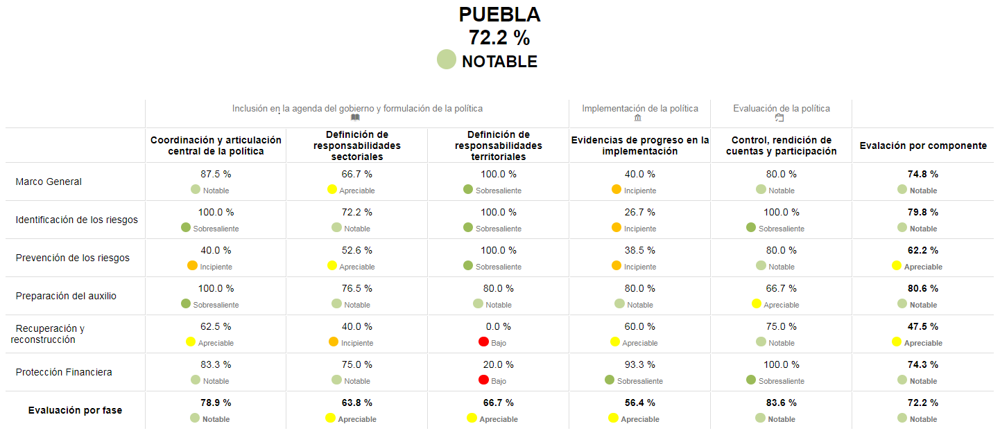 PUEBLA
72.2 %
NOTABLE
Inclusión en la agenda del gobierno y formulación de la política
Implementación de la política
Evaluación de la política
Coordinación y articulación
central de la política
Definición de
responsabilidades
sectoriales
Definición de
responsabilidades
territoriales
Evidencias de progreso en la
implementación
Control, rendición de
cuentas y participación
Evalación por componente
Marco General
87.5 %
Notable
66.7 %
Apreciable
100.0 %
Sobresaliente
40.0 %
Incipiente
80.0 %
Notable
74.8 %
Notable
Identificación de los riesgos
100.0 %
Sobresaliente
72.2 %
Notable
100.0 %
Sobresaliente
26.7 %
Incipiente
100.0 %
Sobresaliente
79.8 %
Notable
Prevención de los riesgos
40.0 %
Incipiente
52.6 %
Apreciable
100.0 %
Sobresaliente
38.5 %
Incipiente
80.0 %
Notable
62.2 %
Apreciable
Preparación del auxilio
100.0 %
Sobresaliente
76.5 %
Notable
80.0 %
Notable
80.0 %
Notable
66.7 %
Apreciable
80.6 %
Notable
Recuperación y
reconstrucción
62.5 %
Apreciable
40.0 %
Incipiente
0.0 %
Bajo
60.0 %
Apreciable
75.0 %
Notable
47.5 %
Apreciable
Protección Financiera
83.3 %
Notable
75.0 %
Notable
20.0 %
Bajo
93.3 %
Sobresaliente
100.0 %
Sobresaliente
74.3 %
Notable
Evaluación por fase
78.9 %
Notable
63.8 %
Apreciable
66.7 %
Apreciable
56.4 %
Apreciable
83.6 %
Notable
72.2 %
Notable